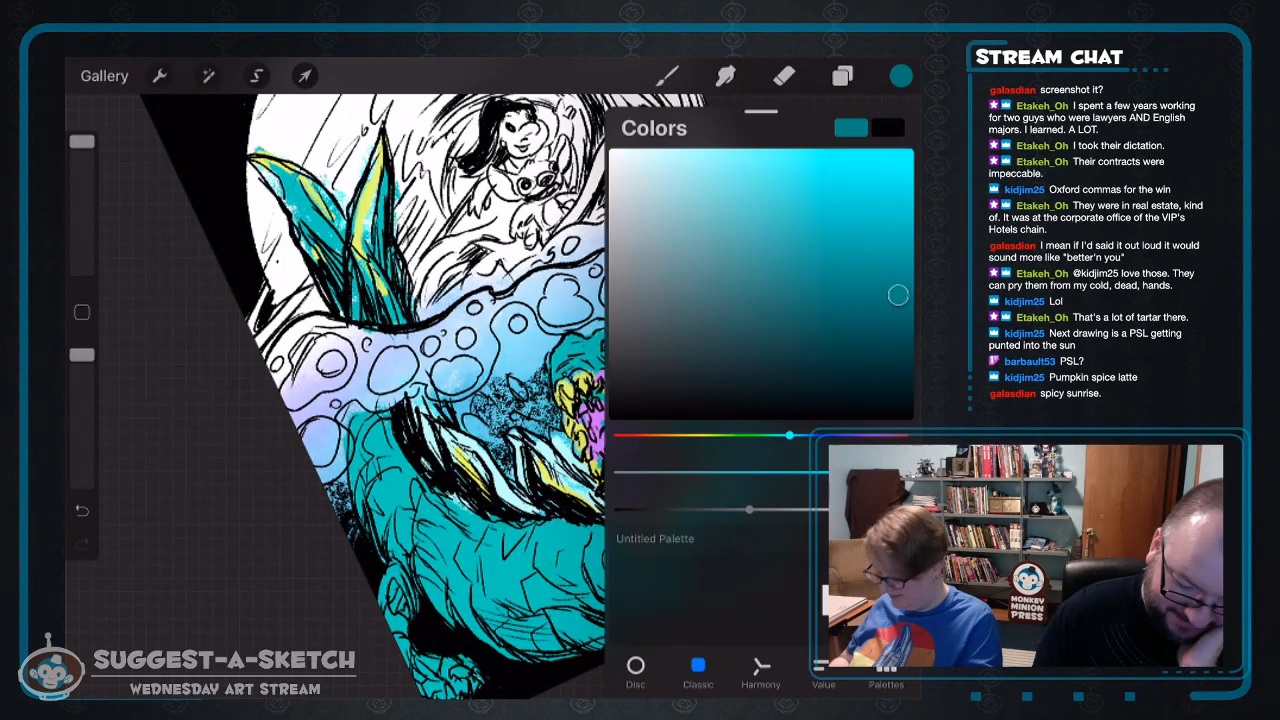 Gallery
Colors
Untitled Palette
Disc
Classic
Harmony
Value
Palettes
STREAM CHAT
galasdian screenshot it?
Etakeh_Oh I spent a few years working
for two guys who were lawyers AND English
majors. I learned. A LOT.
Etakeh_Oh I took their dictation.
Etakeh_Oh Their contracts were
impeccable.
kidjim25 Oxford commas for the win
Etakeh_Oh They were in real estate, kind
of. It was at the corporate office of the VIP's
Hotels chain.
galasdian I mean if I'd said it out loud it would
sound more like "better'n you"
Etakeh_Oh @kidjim25 love those. They
can pry them from my cold, dead, hands.
kidjim25 Lol
Etakeh_Oh That's a lot of tartar there.
kidjim25 Next drawing is a PSL getting
punted into the sun
barbault53 PSL?
kidjim25 Pumpkin spice latte
galasdian spicy sunrise.
MONKEY
MINION
PRESS
SUGGEST-A-SKETCH
WEDNESDAY ART STREAM